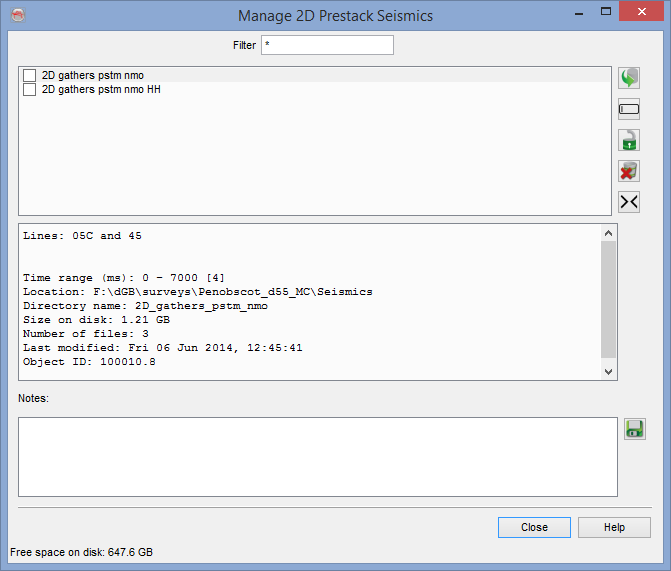 Manage 2D Prestack Seismics
Filter *
2D gathers pstm nmo
2D gathers pstm nmo HH
Lines: 05C and 45
Time range (ms): 0 - 7000 [4]
Location: F:\dGB\surveys\Penobscot_d55_MC\Seismics
Directory name: 2D_gathers_pstm_nmo
Size on disk: 1.21 GB
Number of files: 3
Last modified: Fri 06 Jun 2014, 12:45:41
Object ID: 100010.8
Notes:
Close Help
Free space on disk: 647.6 GB